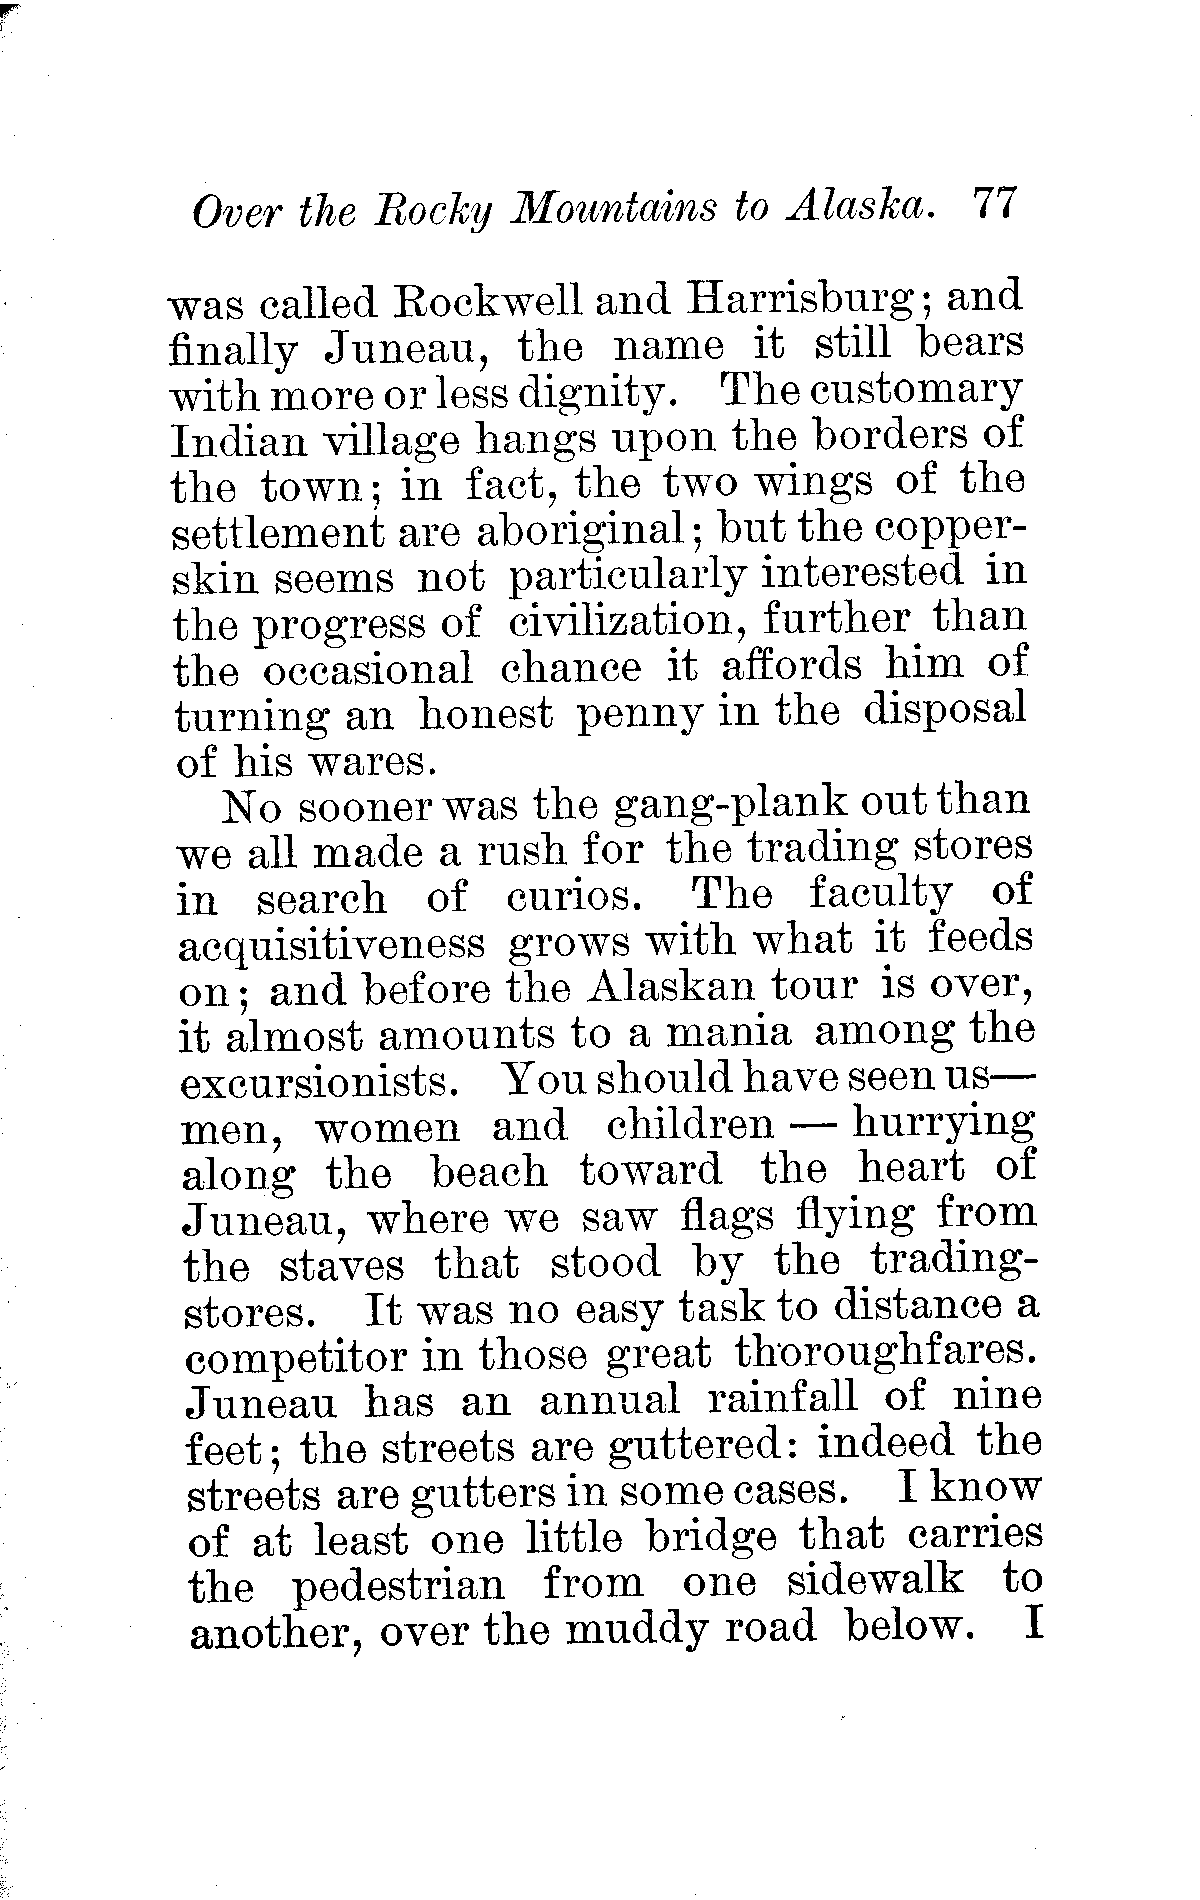 Over the Rocky Mountains to Alaska. 77
was called Rockwell and Harrisburg; and
finally Juneau, the name it still bears
with more or less dignity. The customary
Indian village hangs upon the borders of
the town; in fact, the two wings of the
settlement are aboriginal; but the copper-
skin seems not particularly interested in
the progress of civilization, further than
the occasional chance it affords him of
turning an honest penny in the disposal
of his wares.
No sooner was the gang-plank out than
we all made a rush for the trading stores
in search of curios. The faculty of
acquisitiveness grows with what it feeds
on; and before the Alaskan tour is over,
it almost amounts to a mania among the
excursionists. You should have seen us—
men, women and children — hurrying
along the beach toward the heart of
Juneau, where we saw flags flying from
the staves that stood by the trading-
stores. It was no easy task to distance a
competitor in those great thoroughfares.
Juneau has an annual rainfall of nine
feet; the streets are guttered: indeed the
streets are gutters in some cases. I know
of at least one little bridge that carries
the pedestrian from one sidewalk to
another, over the muddy road below. I